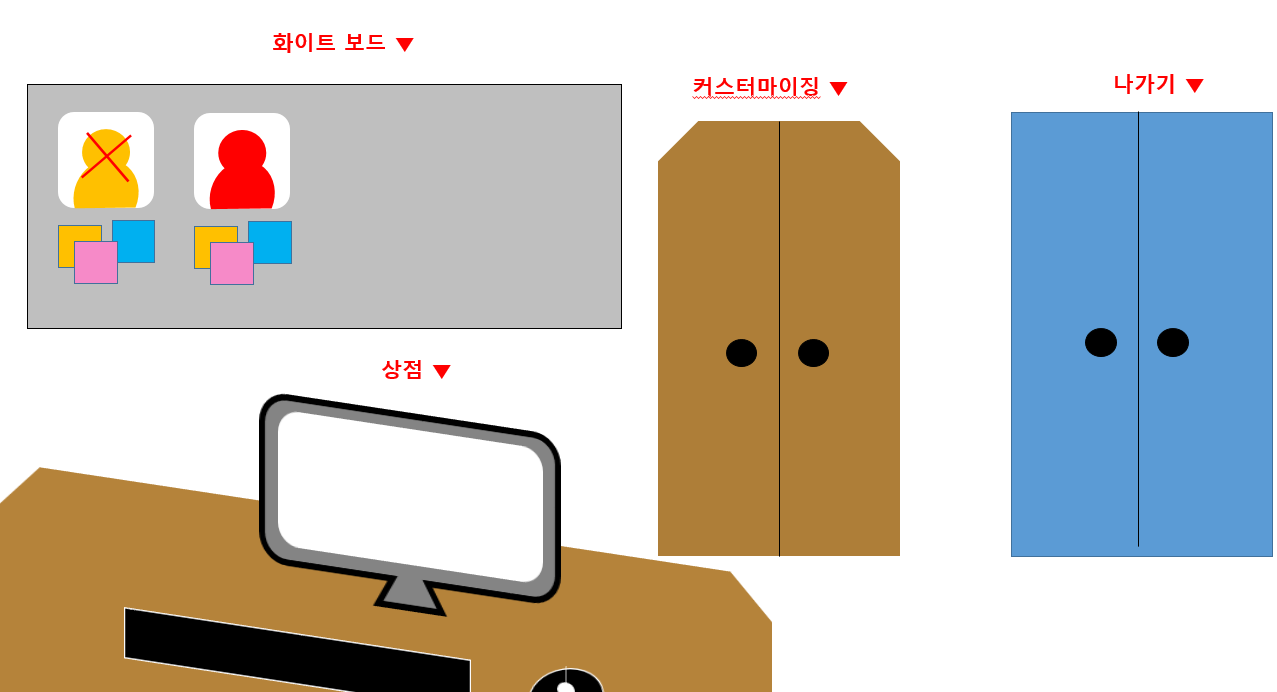 화이트 보드 ▼
커스터마이징 ▼
나가기 ▼
상점 ▼